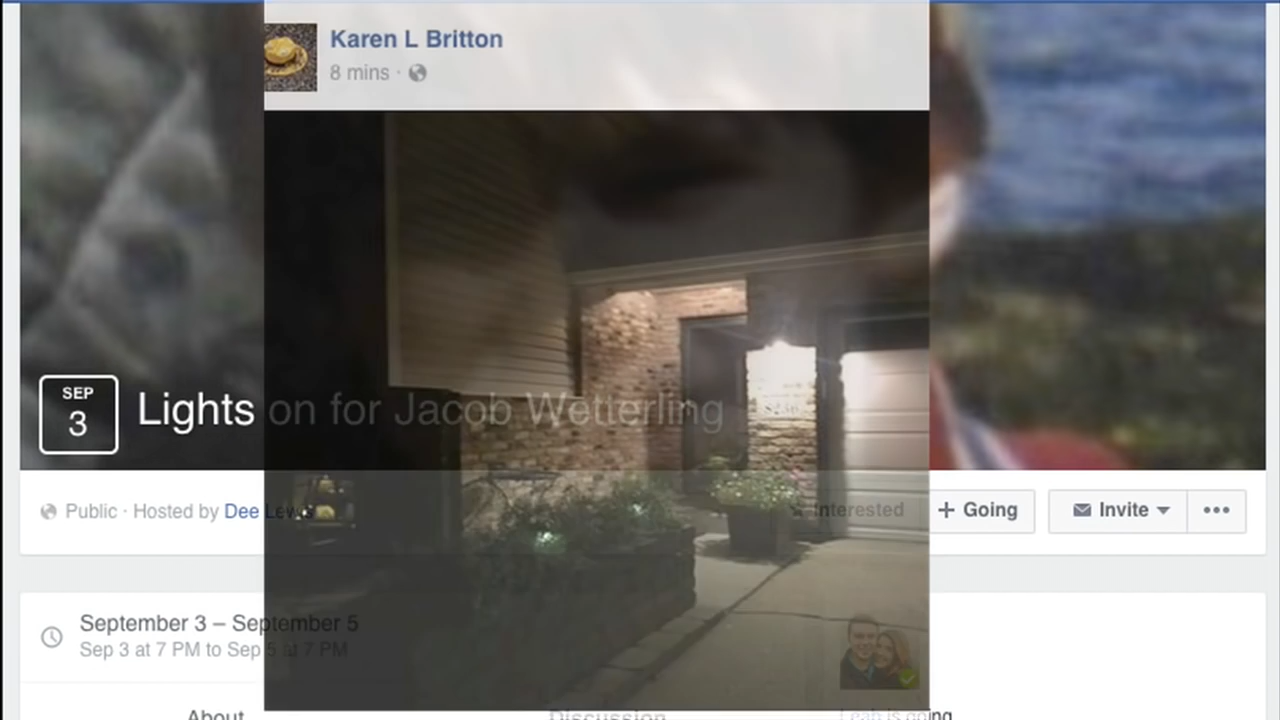 Karen L Britton
8 mins ·
SEP
3
Lights on for Jacob Wetterling
Public · Hosted by Dee Lewis
Interested
+ Going
Invite
September 3 – September 5
Sep 3 at 7 PM to Sep 5 at 7 PM
About
Discussion
Leah is going